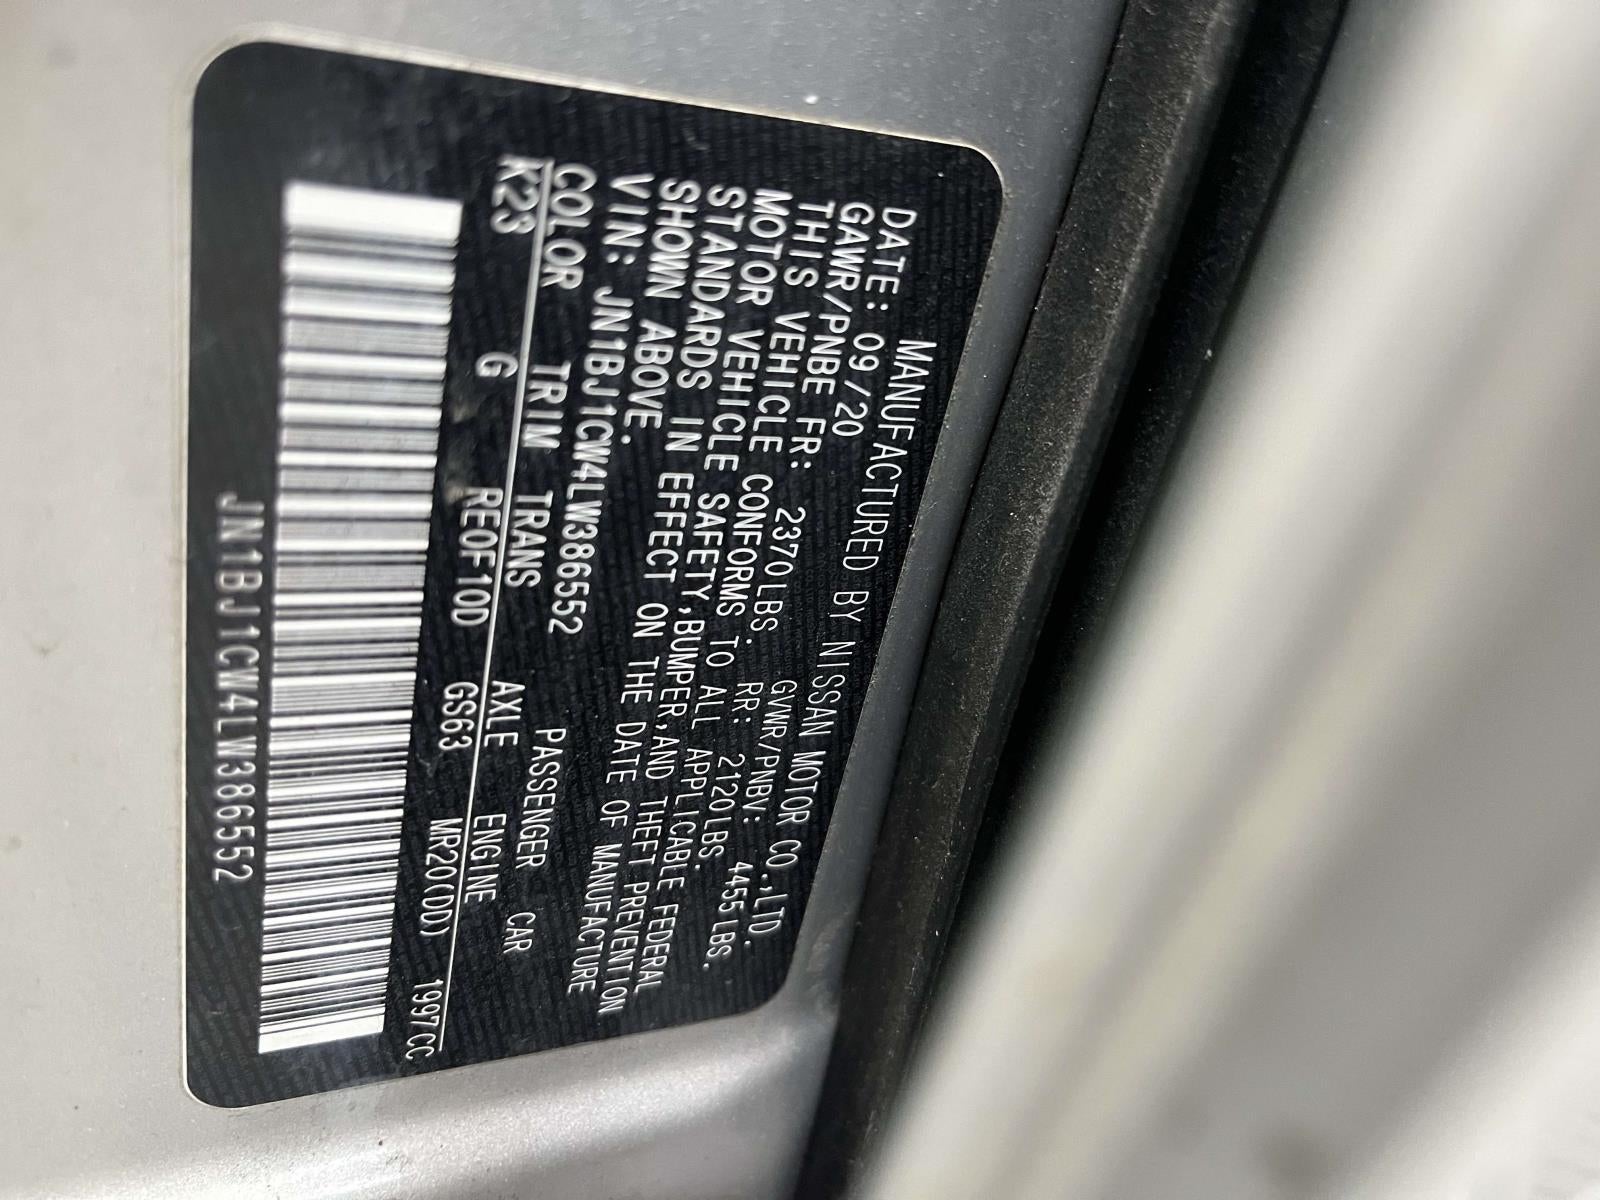 MANUFACTURED BY NISSAN MOTOR CO.,LTD.
DATE: 09/20 GVWR/PNBV: 4455LBS.
GAWR/PNBE FR: 2370LBS. RR: 2120LBS.
THIS VEHICLE CONFORMS TO ALL APPLICABLE FEDERAL
MOTOR VEHICLE SAFETY,BUMPER,AND THEFT PREVENTION
STANDARDS IN EFFECT ON THE DATE OF MANUFACTURE
SHOWN ABOVE.
VIN: JN1BJ1CW4LW386552 PASSENGER CAR
COLOR TRIM TRANS AXLE ENGINE
K23 G RE0F10D GS63 MR20(DD) 1997CC
JN1BJ1CW4LW386552